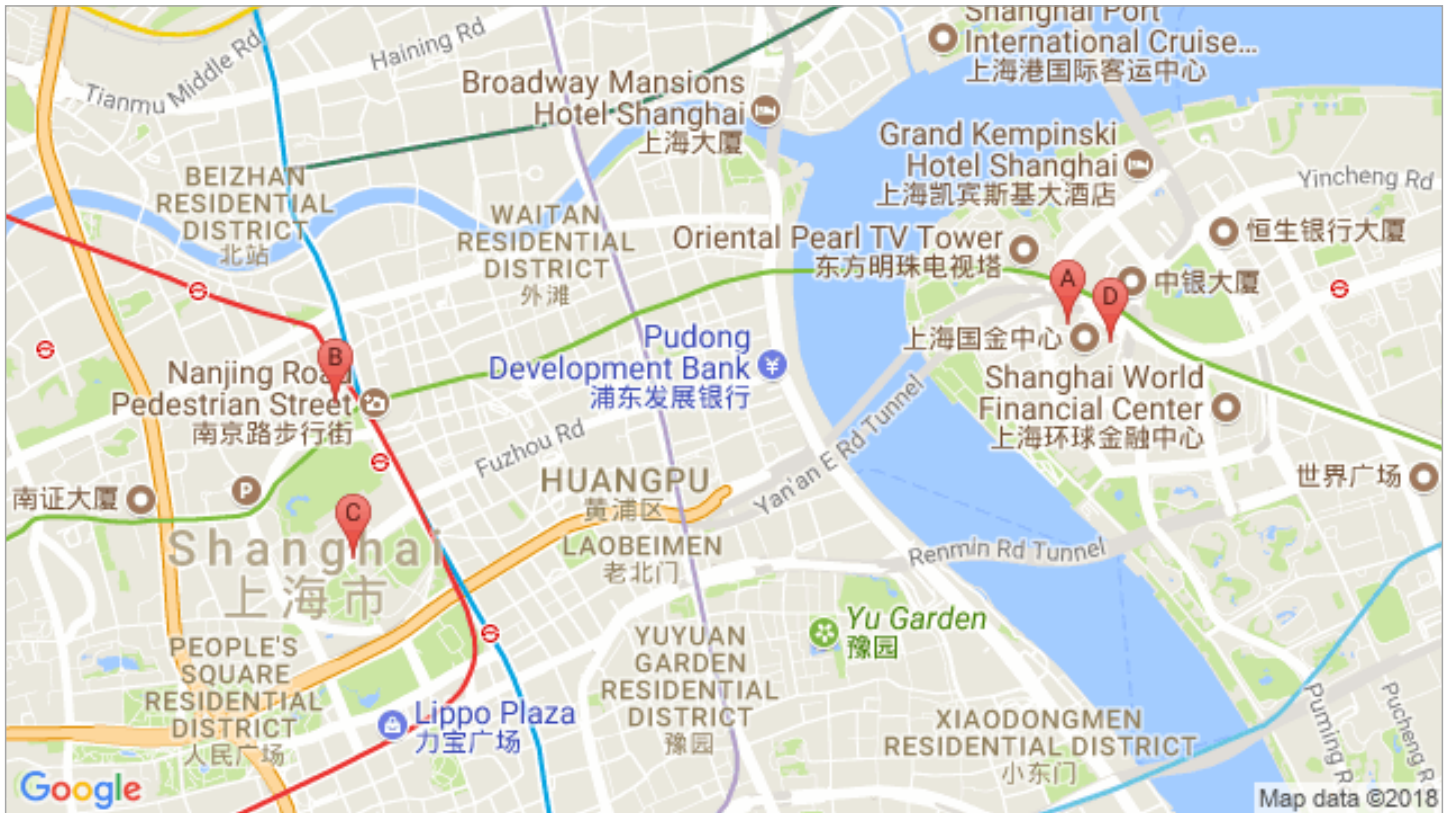 Shanghai Port
International Cruise...
上海港国际客运中心
Haining Rd
Tianmu Middle Rd
Broadway Mansions
Hotel Shanghai
上海大厦
Grand Kempinski
Hotel Shanghai
上海凯宾斯基大酒店
Yincheng Rd
BEIZHAN
RESIDENTIAL
DISTRICT
北站
WAITAN
RESIDENTIAL
DISTRICT
外滩
Oriental Pearl TV Tower
东方明珠电视塔
恒生银行大厦
A
D
中银大厦
上海国金中心
B
Nanjing Road
Pedestrian Street
南京路步行街
Pudong
Development Bank
浦东发展银行
¥
Shanghai World
Financial Center
上海环球金融中心
Fuzhou Rd
Yan'an E Rd Tunnel
HUANGPU
黄浦区
世界广场
南证大厦
P
C
Shanghai
上海市
LAOBEIMEN
老北门
Renmin Rd Tunnel
Yu Garden
豫园
PEOPLE'S
SQUARE
RESIDENTIAL
DISTRICT
人民广场
YUYUAN
GARDEN
RESIDENTIAL
DISTRICT
豫园
Lippo Plaza
力宝广场
XIAODONGMEN
RESIDENTIAL DISTRICT
小东门
Puming R
Pucheng R
Google
Map data ©2018